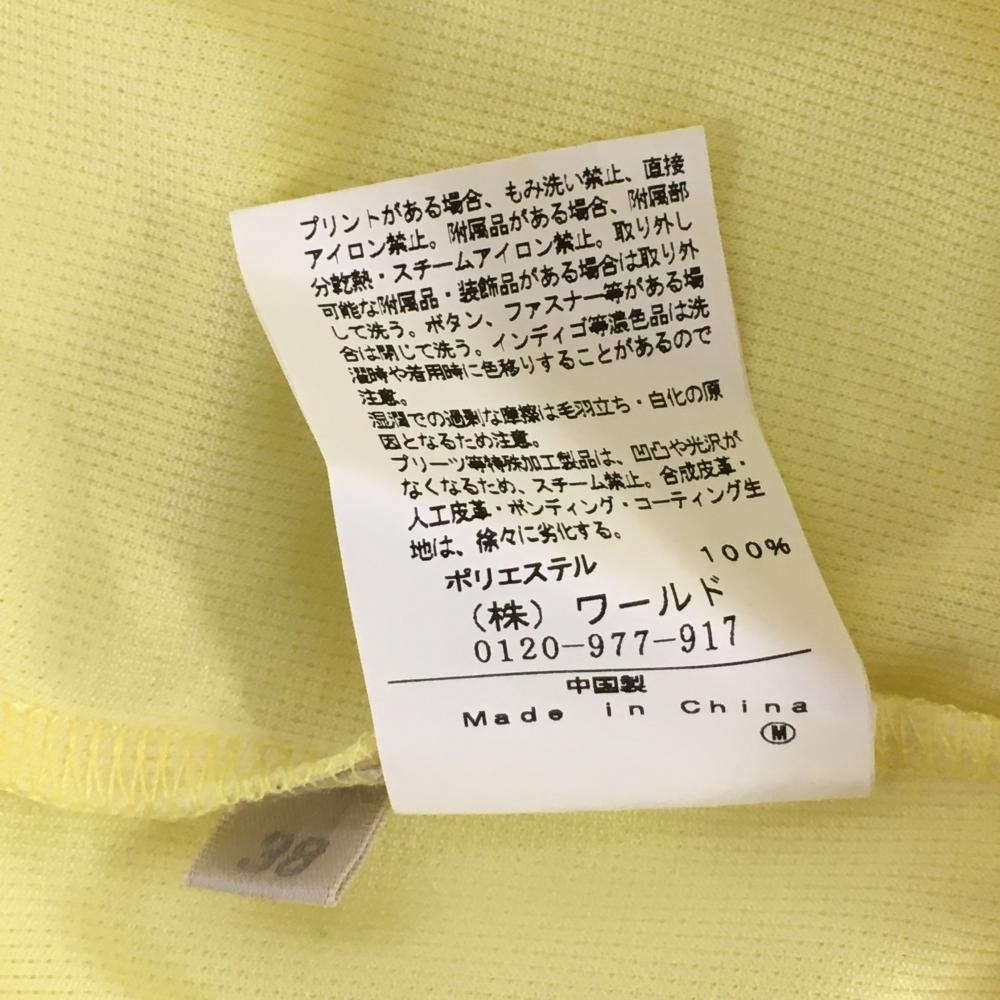 プリントがある場合、もみ洗い禁止、直接
アイロン禁止。附属品がある場合、附属部
分乾熱・スチームアイロン禁止。取り外し
可能な附属品・装飾品がある場合は取り外
して洗う。ボタン、ファスナー等がある場
合は閉じて洗う。インディゴ等濃色品は洗
濯時や着用時に色移りすることがあるので
注意。
湿潤での過剰な摩擦は毛羽立ち・白化の原
因となるため注意。
プリーツ等特殊加工製品は、凹凸や光沢が
なくなるため、スチーム禁止。合成皮革・
人工皮革・ボンディング・コーティング生
地は、徐々に劣化する。
ポリエステル 100%
(株) ワールド
0120-977-917
中国製
Made in China
M
38